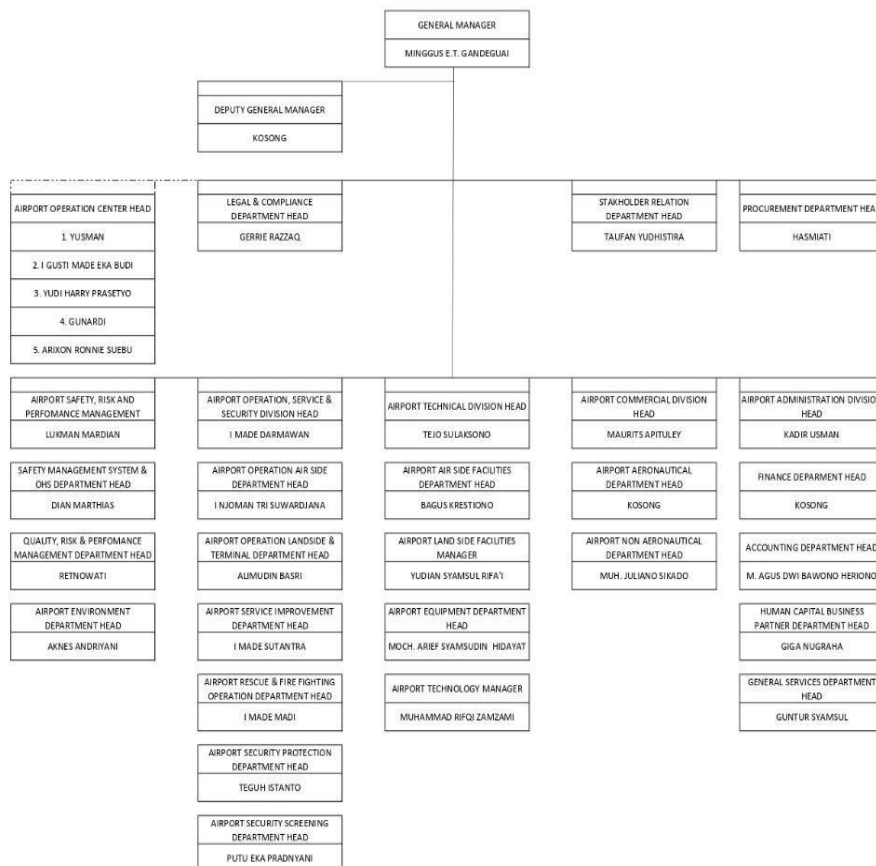 GENERAL MANAGER
MINGGUS E.T. GANDEGUAI
DEPUTY GENERAL MANAGER
KOSONG
AIRPORT OPERATION CENTER HEAD
1. YUSMAN
2. I GUSTI MADE EKA BUDI
3. YUDI HARRY PRASETYO
4. GUNARDI
5. ARIXON RONNIE SUEBU
LEGAL & COMPLIANCE
DEPARTMENT HEAD
GERRIE RAZZAQ
STAKHOLDER RELATION
DEPARTMENT HEAD
TAUFAN YUDHISTIRA
PROCUREMENT DEPARTMENT HEA
HASMIATI
AIRPORT SAFETY, RISK AND
PERFOMANCE MANAGEMENT
LUKMAN MARDIAN
SAFETY MANAGEMENT SYSTEM &
OHS DEPARTMENT HEAD
DIAN MARTHIAS
QUALITY, RISK & PERFOMANCE
MANAGEMENT DEPARTMENT HEAD
RETNOWATI
AIRPORT ENVIRONMENT
DEPARTMENT HEAD
AKNES ANDRIYANI
AIRPORT OPERATION, SERVICE &
SECURITY DIVISION HEAD
I MADE DARMAWAN
AIRPORT OPERATION AIR SIDE
DEPARTMENT HEAD
I NJOMAN TRI SUWARDJANA
AIRPORT OPERATION LANDSIDE &
TERMINAL DEPARTMENT HEAD
ALIMUDIN BASRI
AIRPORT SERVICE IMPROVEMENT
DEPARTMENT HEAD
I MADE SUTANTRA
AIRPORT RESCUE & FIRE FIGHTING
OPERATION DEPARTMENT HEAD
I MADE MADI
AIRPORT SECURITY PROTECTION
DEPARTMENT HEAD
TEGUH ISTANTO
AIRPORT SECURITY SCREENING
DEPARTMENT HEAD
PUTU EKA PRADNYANI
AIRPORT TECHNICAL DIVISION HEAD
TEJO SULAKSONO
AIRPORT AIR SIDE FACILITIES
DEPARTMENT HEAD
BAGUS KRESTIONO
AIRPORT LAND SIDE FACILITIES
MANAGER
YUDIAN SYAMSUL RIFA'I
AIRPORT EQUIPMENT DEPARTMENT
HEAD
MOCH. ARIEF SYAMSUDIN HIDAYAT
AIRPORT TECHNOLOGY MANAGER
MUHAMMAD RIFQI ZAMZAMI
AIRPORT COMMERCIAL DIVISION
HEAD
MAURITS APITULEY
AIRPORT AERONAUTICAL
DEPARTMENT HEAD
KOSONG
AIRPORT NON AERONAUTICAL
DEPARTMENT HEAD
MUH. JULIANO SIKADO
AIRPORT ADMINISTRATION DIVISION
HEAD
KADIR USMAN
FINANCE DEPARMENT HEAD
KOSONG
ACCOUNTING DEPARTMENT HEAD
M. AGUS DWI BAWONO HERIONO
HUMAN CAPITAL BUSINESS
PARTNER DEPARTMENT HEAD
GIGA NUGRAHA
GENERAL SERVICES DEPARTMENT
HEAD
GUNTUR SYAMSUL